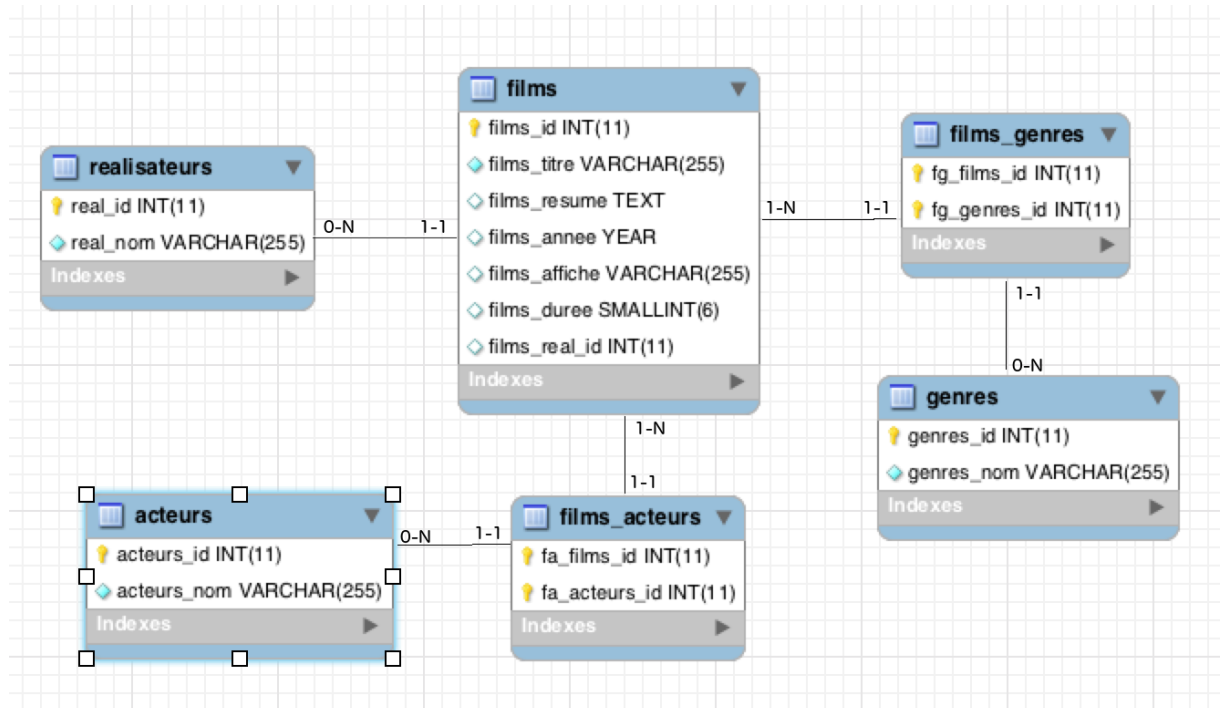 films
films_id INT(11)
films_titre VARCHAR(255)
films_resume TEXT
films_annee YEAR
films_affiche VARCHAR(255)
films_duree SMALLINT(6)
films_real_id INT(11)
Indexes
realisateurs
real_id INT(11)
real_nom VARCHAR(255)
Indexes
0-N
1-1
films_genres
fg_films_id INT(11)
fg_genres_id INT(11)
Indexes
1-N
1-1
1-1
0-N
genres
genres_id INT(11)
genres_nom VARCHAR(255)
Indexes
1-N
1-1
acteurs
acteurs_id INT(11)
acteurs_nom VARCHAR(255)
Indexes
0-N
1-1
films_acteurs
fa_films_id INT(11)
fa_acteurs_id INT(11)
Indexes